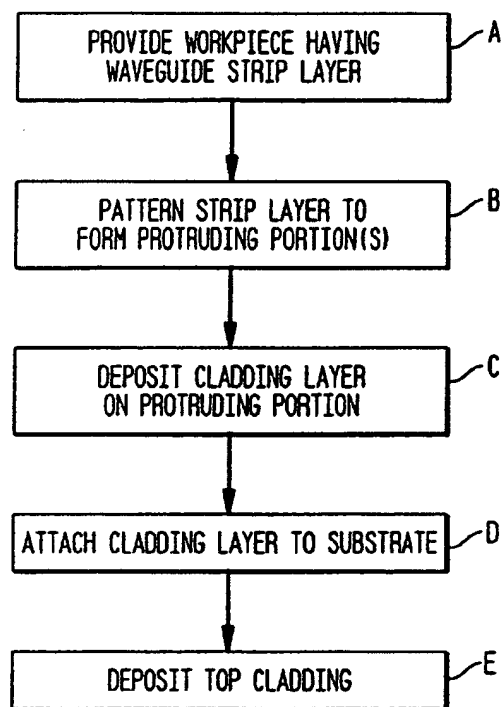 PROVIDE WORKPIECE HAVING
WAVEGUIDE STRIP LAYER
A
PATTERN STRIP LAYER TO
FORM PROTRUDING PORTION(S)
B
DEPOSIT CLADDING LAYER
ON PROTRUDING PORTION
C
ATTACH CLADDING LAYER TO SUBSTRATE
D
DEPOSIT TOP CLADDING
E